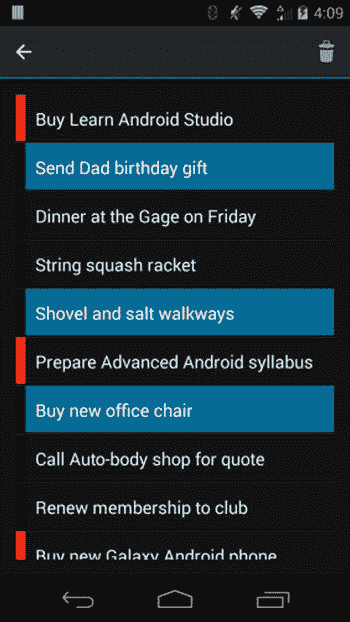 4:09
Buy Learn Android Studio
Send Dad birthday gift
Dinner at the Gage on Friday
String squash racket
Shovel and salt walkways
Prepare Advanced Android syllabus
Buy new office chair
Call Auto-body shop for quote
Renew membership to club
Buy new Galaxy Android phone